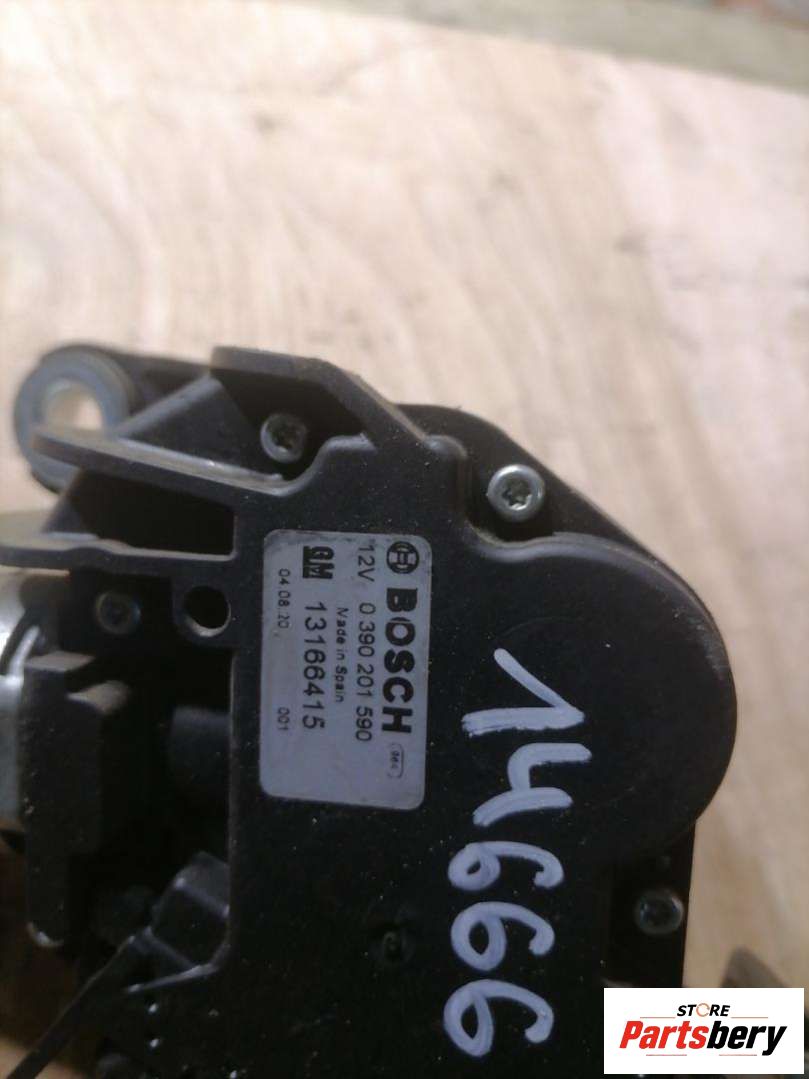 BOSCH
12V 0 390 201 590
Made in Spain
GM 13166415
04.08.20 001
14666
STORE
Partsbery